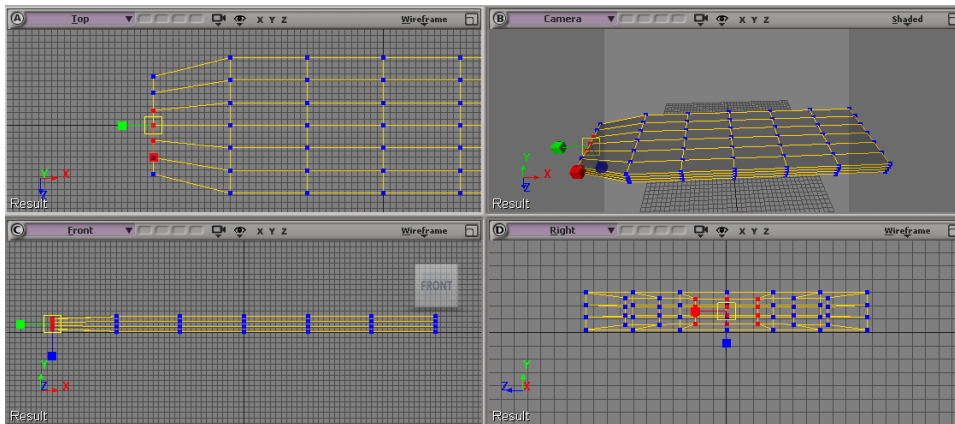 A Top X Y Z Wireframe
Y X Z
Result
B Camera X Y Z Shaded
Y X Z
Result
C Front X Y Z Wireframe
FRONT
Y Z X
Result
D Right X Y Z Wireframe
Y Z X
Result